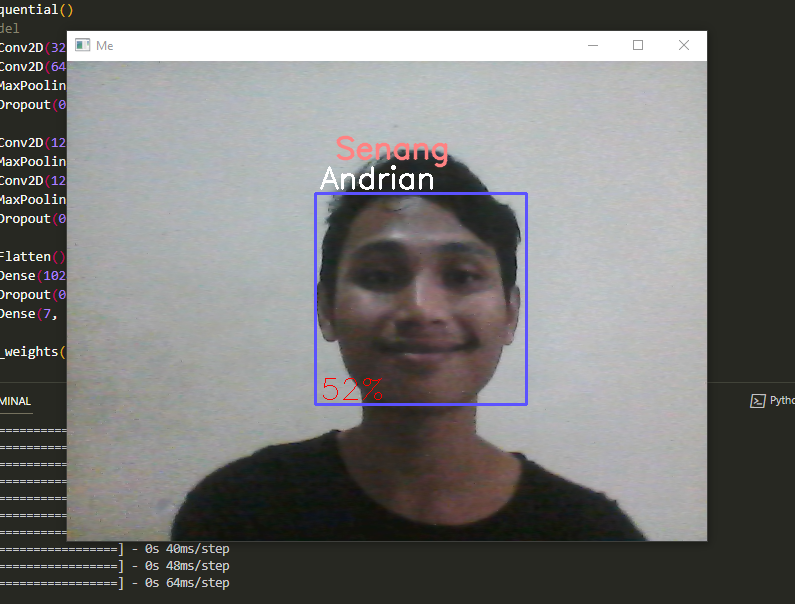 quential()
del
Conv2D(32
Conv2D(64
MaxPoolin
Dropout(0
Conv2D(12
MaxPoolin
Conv2D(12
MaxPoolin
Dropout(0
Flatten()
Dense(102
Dropout(0
Dense(7,
_weights(
Me
Senang
Andrian
52%
MINAL
Pytho
===========
===========
===========
===========
===========
===========
===========
=================] - 0s 40ms/step
=================] - 0s 48ms/step
=================] - 0s 64ms/step